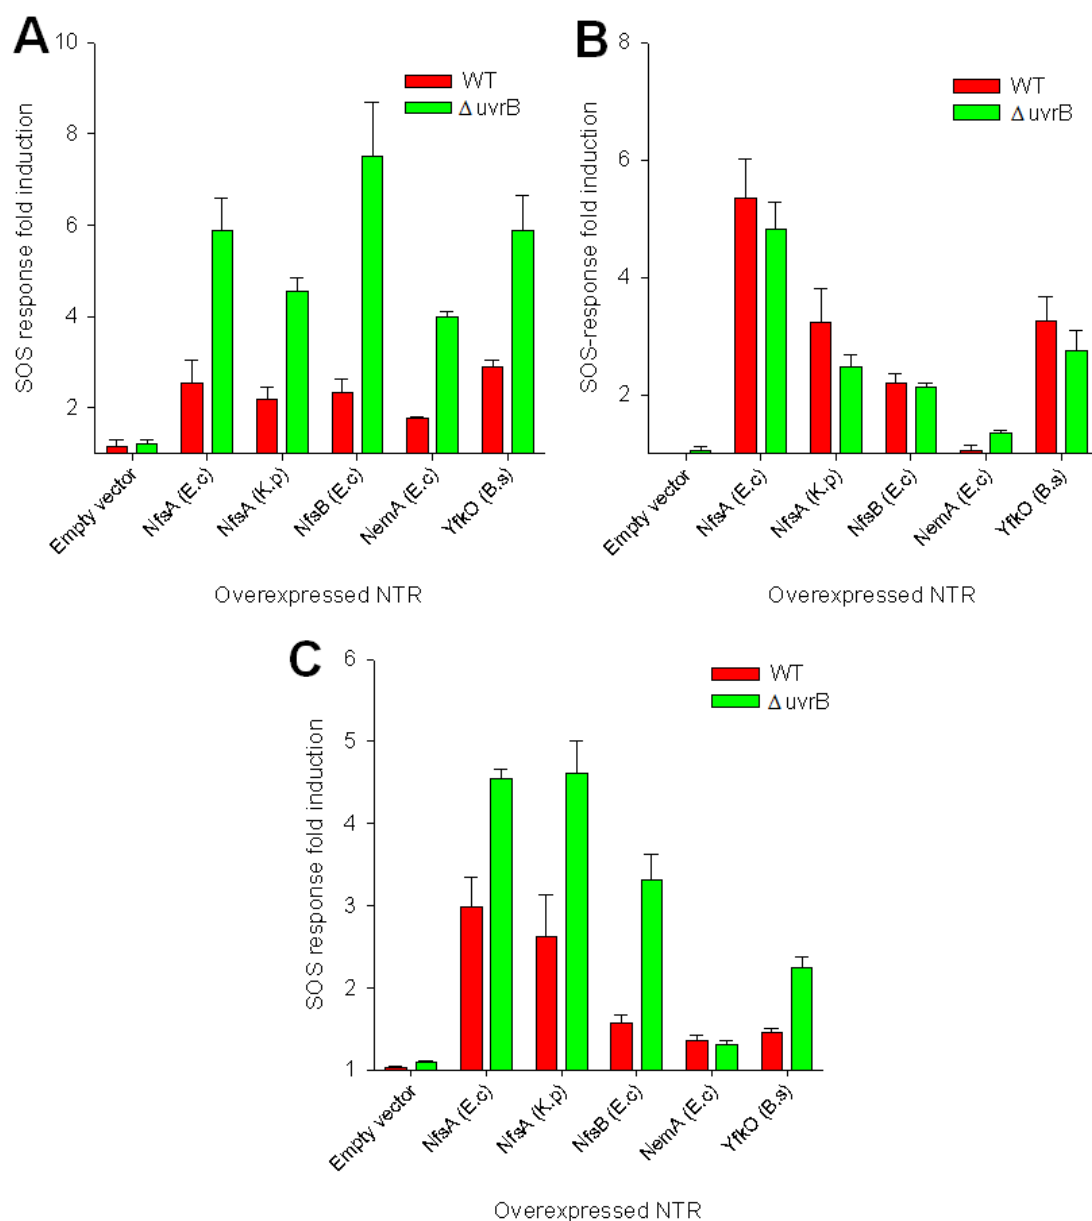 A
10
8
6
4
2
SOS response fold induction
WT
Δ uvrB
Empty vector
NfsA (E.c)
NfsA (K.p)
NfsB (E.c)
NemA (E.c)
YfkO (B.s)
Overexpressed NTR
B
8
6
4
2
SOS-response fold induction
WT
Δ uvrB
Empty vector
NfsA (E.c)
NfsA (K.p)
NfsB (E.c)
NemA (E.c)
YfkO (B.s)
Overexpressed NTR
C
6
5
4
3
2
1
SOS response fold induction
WT
Δ uvrB
Empty vector
NfsA (E.c)
NfsA (K.p)
NfsB (E.c)
NemA (E.c)
YfkO (B.s)
Overexpressed NTR